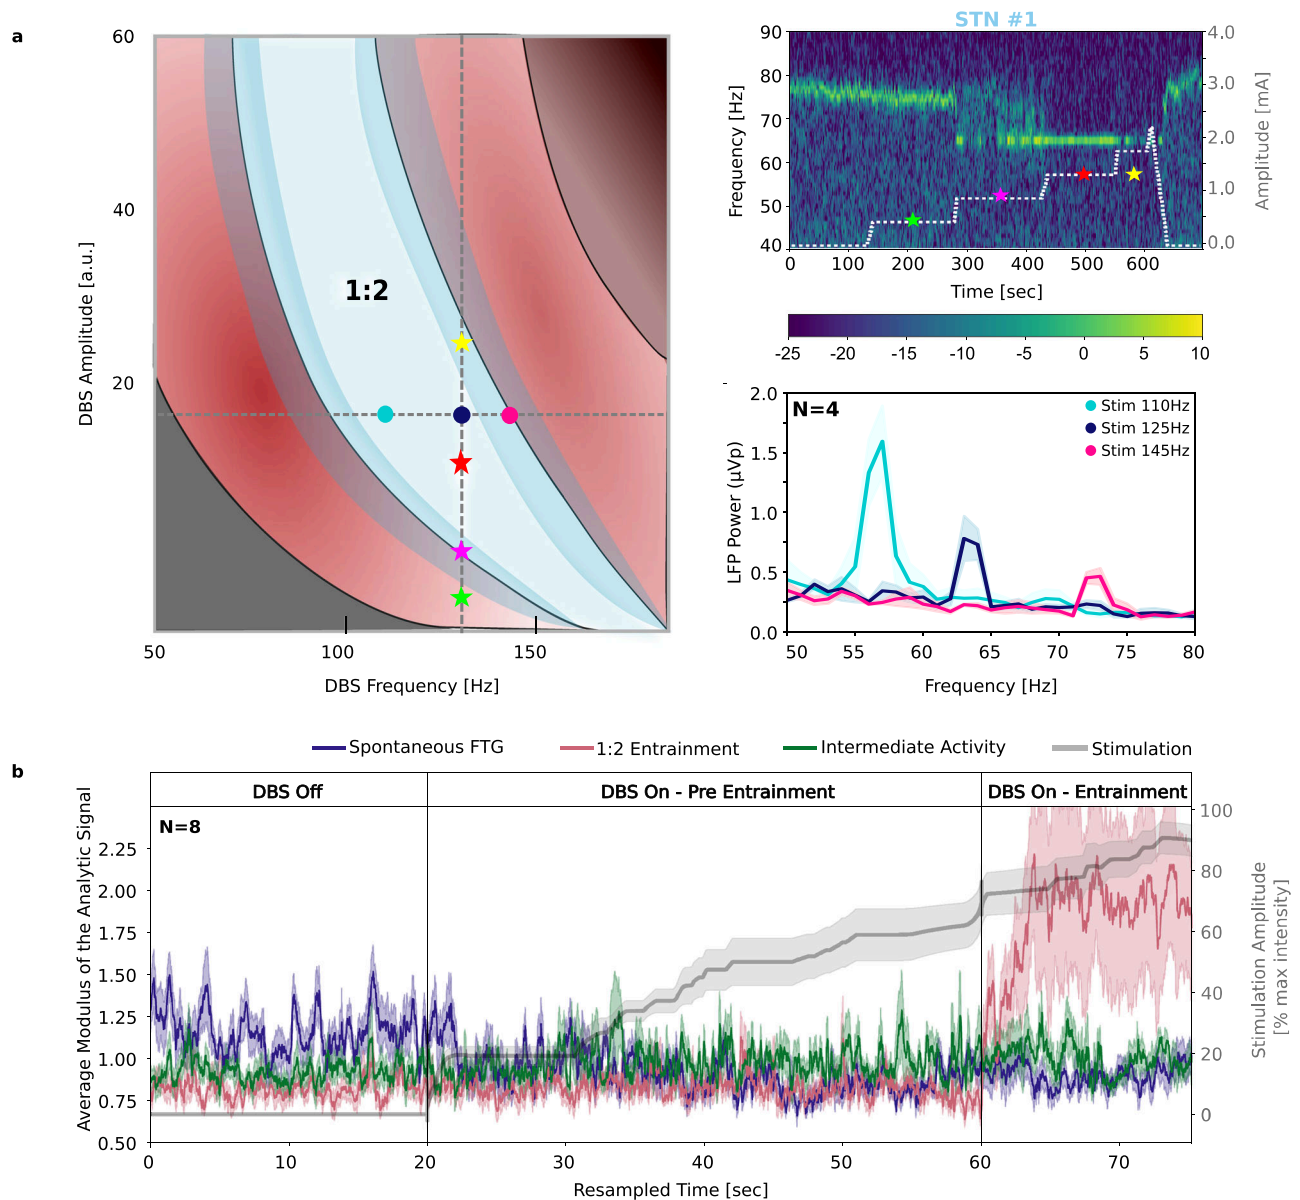 a
60
40
20
DBS Amplitude [a.u.]
1:2
50
100
150
DBS Frequency [Hz]
STN #1
90
80
70
60
50
40
Frequency [Hz]
4.0
3.0
2.0
1.0
0.0
Amplitude [mA]
0 100 200 300 400 500 600
Time [sec]
-25 -20 -15 -10 -5 0 5 10
N=4
Stim 110Hz
Stim 125Hz
Stim 145Hz
2.0
1.5
1.0
0.5
0.0
LFP Power (µVp)
50 55 60 65 70 75 80
Frequency [Hz]
Spontaneous FTG 1:2 Entrainment Intermediate Activity Stimulation
b
DBS Off DBS On - Pre Entrainment DBS On - Entrainment
N=8
2.25
2.00
1.75
1.50
1.25
1.00
0.75
0.50
Average Modulus of the Analytic Signal
100
80
60
40
20
0
Stimulation Amplitude
[% max intensity]
0 10 20 30 40 50 60 70
Resampled Time [sec]